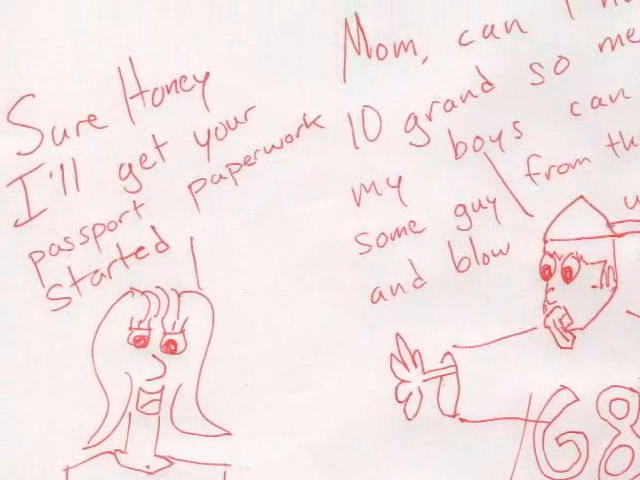 Sure Honey
I'll get your
passport paperwork
started
Mom, can I
10 grand so me
my boys can
some guy from
and blow
68